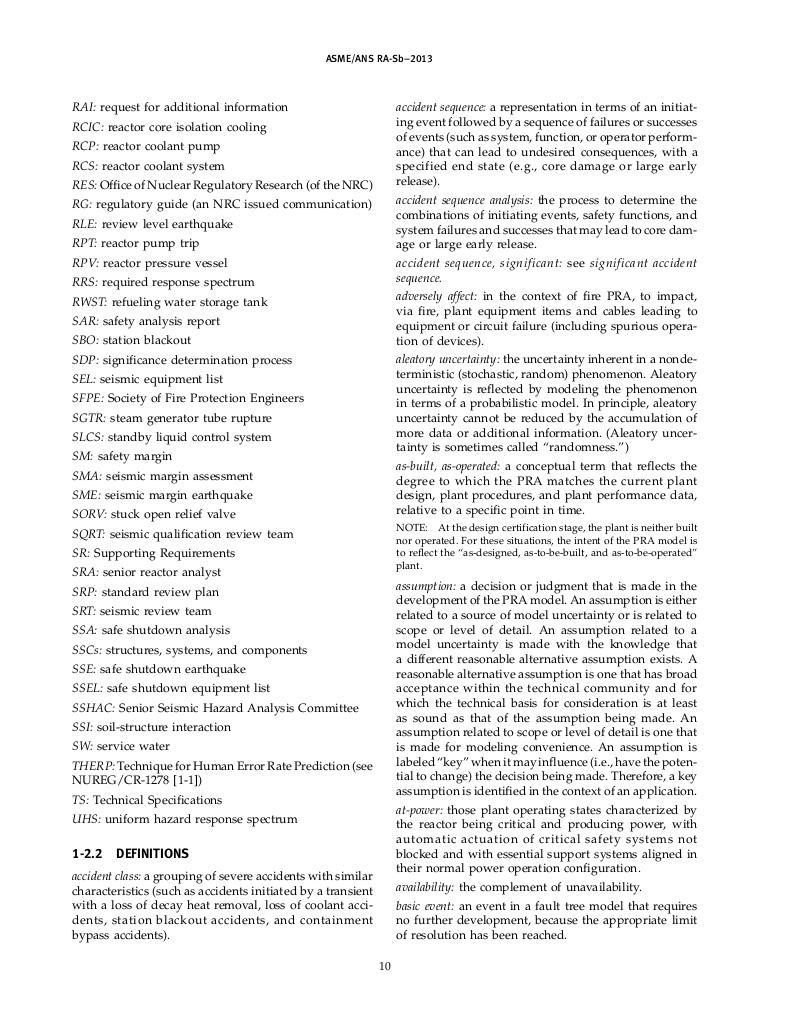 ASME/ANS RA-Sb–2013
RAI: request for additional information
RCIC: reactor core isolation cooling
RCP: reactor coolant pump
RCS: reactor coolant system
RES: Office of Nuclear Regulatory Research (of the NRC)
RG: regulatory guide (an NRC issued communication)
RLE: review level earthquake
RPT: reactor pump trip
RPV: reactor pressure vessel
RRS: required response spectrum
RWST: refueling water storage tank
SAR: safety analysis report
SBO: station blackout
SDP: significance determination process
SEL: seismic equipment list
SFPE: Society of Fire Protection Engineers
SGTR: steam generator tube rupture
SLCS: standby liquid control system
SM: safety margin
SMA: seismic margin assessment
SME: seismic margin earthquake
SORV: stuck open relief valve
SQRT: seismic qualification review team
SR: Supporting Requirements
SRA: senior reactor analyst
SRP: standard review plan
SRT: seismic review team
SSA: safe shutdown analysis
SSCs: structures, systems, and components
SSE: safe shutdown earthquake
SSEL: safe shutdown equipment list
SSHAC: Senior Seismic Hazard Analysis Committee
SSI: soil-structure interaction
SW: service water
THERP: Technique for Human Error Rate Prediction (see
NUREG/CR-1278 [1-1])
TS: Technical Specifications
UHS: uniform hazard response spectrum
1-2.2 DEFINITIONS
accident class: a grouping of severe accidents with similar
characteristics (such as accidents initiated by a transient
with a loss of decay heat removal, loss of coolant acci-
dents, station blackout accidents, and containment
bypass accidents).
accident sequence: a representation in terms of an initiat-
ing event followed by a sequence of failures or successes
of events (such as system, function, or operator perform-
ance) that can lead to undesired consequences, with a
specified end state (e.g., core damage or large early
release).
accident sequence analysis: the process to determine the
combinations of initiating events, safety functions, and
system failures and successes that may lead to core dam-
age or large early release.
accident sequence, significant: see significant accident
sequence.
adversely affect: in the context of fire PRA, to impact,
via fire, plant equipment items and cables leading to
equipment or circuit failure (including spurious opera-
tion of devices).
aleatory uncertainty: the uncertainty inherent in a nonde-
terministic (stochastic, random) phenomenon. Aleatory
uncertainty is reflected by modeling the phenomenon
in terms of a probabilistic model. In principle, aleatory
uncertainty cannot be reduced by the accumulation of
more data or additional information. (Aleatory uncer-
tainty is sometimes called “randomness.”)
as-built, as-operated: a conceptual term that reflects the
degree to which the PRA matches the current plant
design, plant procedures, and plant performance data,
relative to a specific point in time.
NOTE: At the design certification stage, the plant is neither built
nor operated. For these situations, the intent of the PRA model is
to reflect the “as-designed, as-to-be-built, and as-to-be-operated”
plant.
assumption: a decision or judgment that is made in the
development of the PRA model. An assumption is either
related to a source of model uncertainty or is related to
scope or level of detail. An assumption related to a
model uncertainty is made with the knowledge that
a different reasonable alternative assumption exists. A
reasonable alternative assumption is one that has broad
acceptance within the technical community and for
which the technical basis for consideration is at least
as sound as that of the assumption being made. An
assumption related to scope or level of detail is one that
is made for modeling convenience. An assumption is
labeled “key” when it may influence (i.e., have the poten-
tial to change) the decision being made. Therefore, a key
assumption is identified in the context of an application.
at-power: those plant operating states characterized by
the reactor being critical and producing power, with
automatic actuation of critical safety systems not
blocked and with essential support systems aligned in
their normal power operation configuration.
availability: the complement of unavailability.
basic event: an event in a fault tree model that requires
no further development, because the appropriate limit
of resolution has been reached.
10